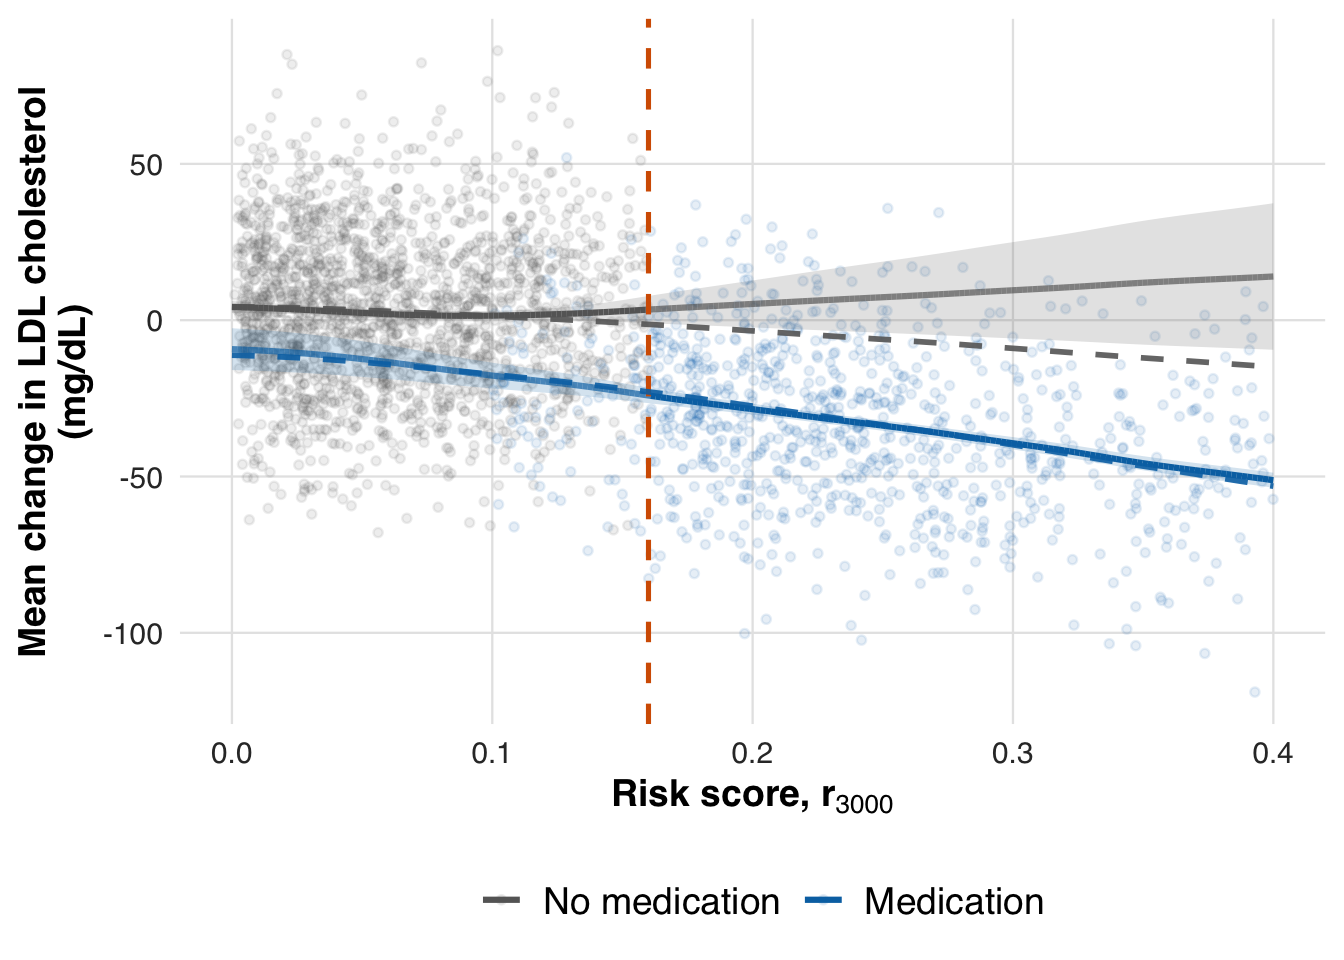 Mean change in LDL cholesterol
(mg/dL)
50
0
-50
-100
0.0 0.1 0.2 0.3 0.4
Risk score, r3000
No medication Medication